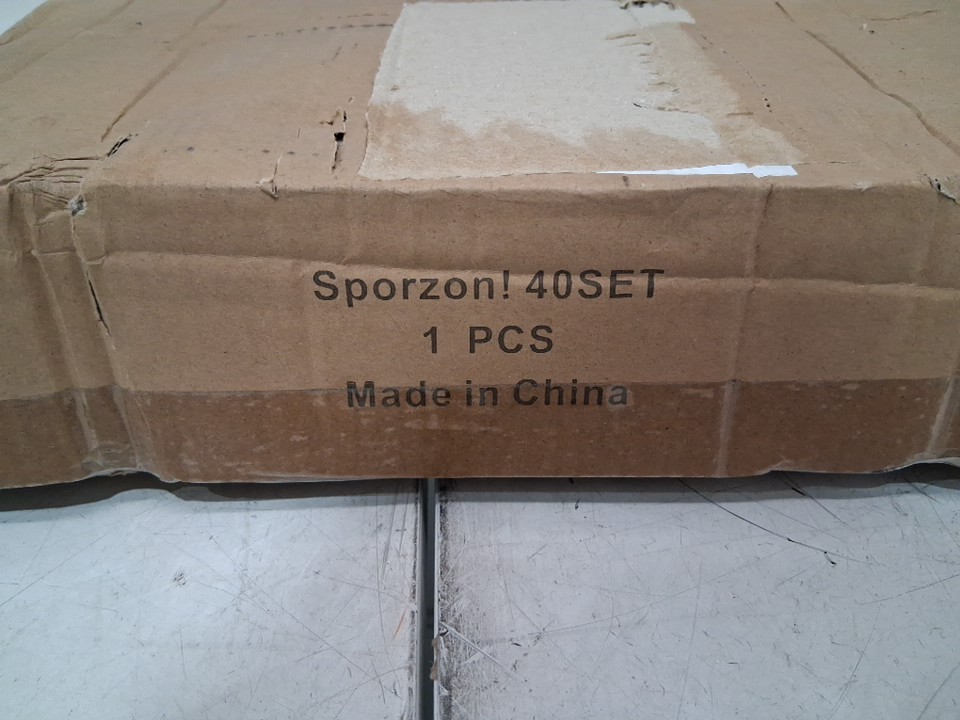 Sporzon! 40SET
1 PCS
Made in China